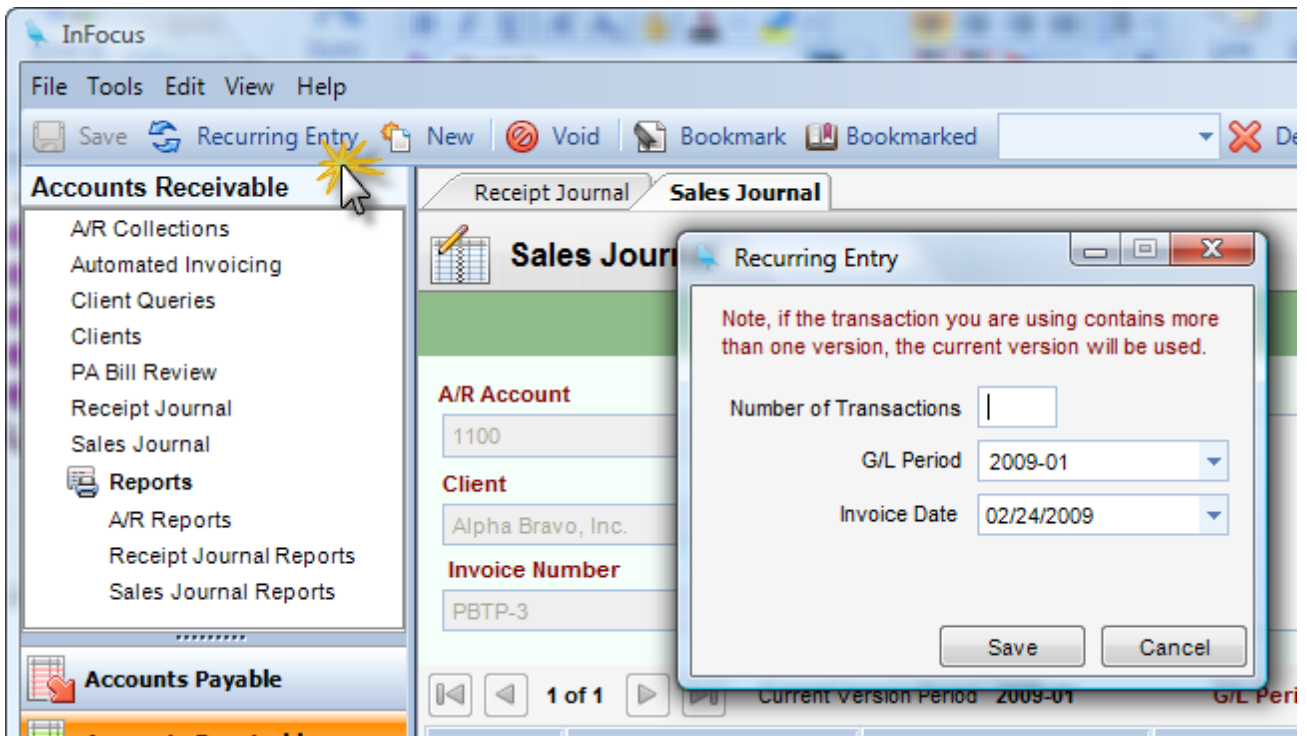 InFocus
File Tools Edit View Help
Save Recurring Entry New Void Bookmark Bookmarked
Accounts Receivable
A/R Collections
Automated Invoicing
Client Queries
Clients
PA Bill Review
Receipt Journal
Sales Journal
Reports
A/R Reports
Receipt Journal Reports
Sales Journal Reports
Accounts Payable
Receipt Journal Sales Journal
Sales Jour
A/R Account
1100
Client
Alpha Bravo, Inc.
Invoice Number
PBTP-3
1 of 1 Current Version Period 2009-01 G/L Peri
Recurring Entry
Note, if the transaction you are using contains more
than one version, the current version will be used.
Number of Transactions
G/L Period 2009-01
Invoice Date 02/24/2009
Save Cancel